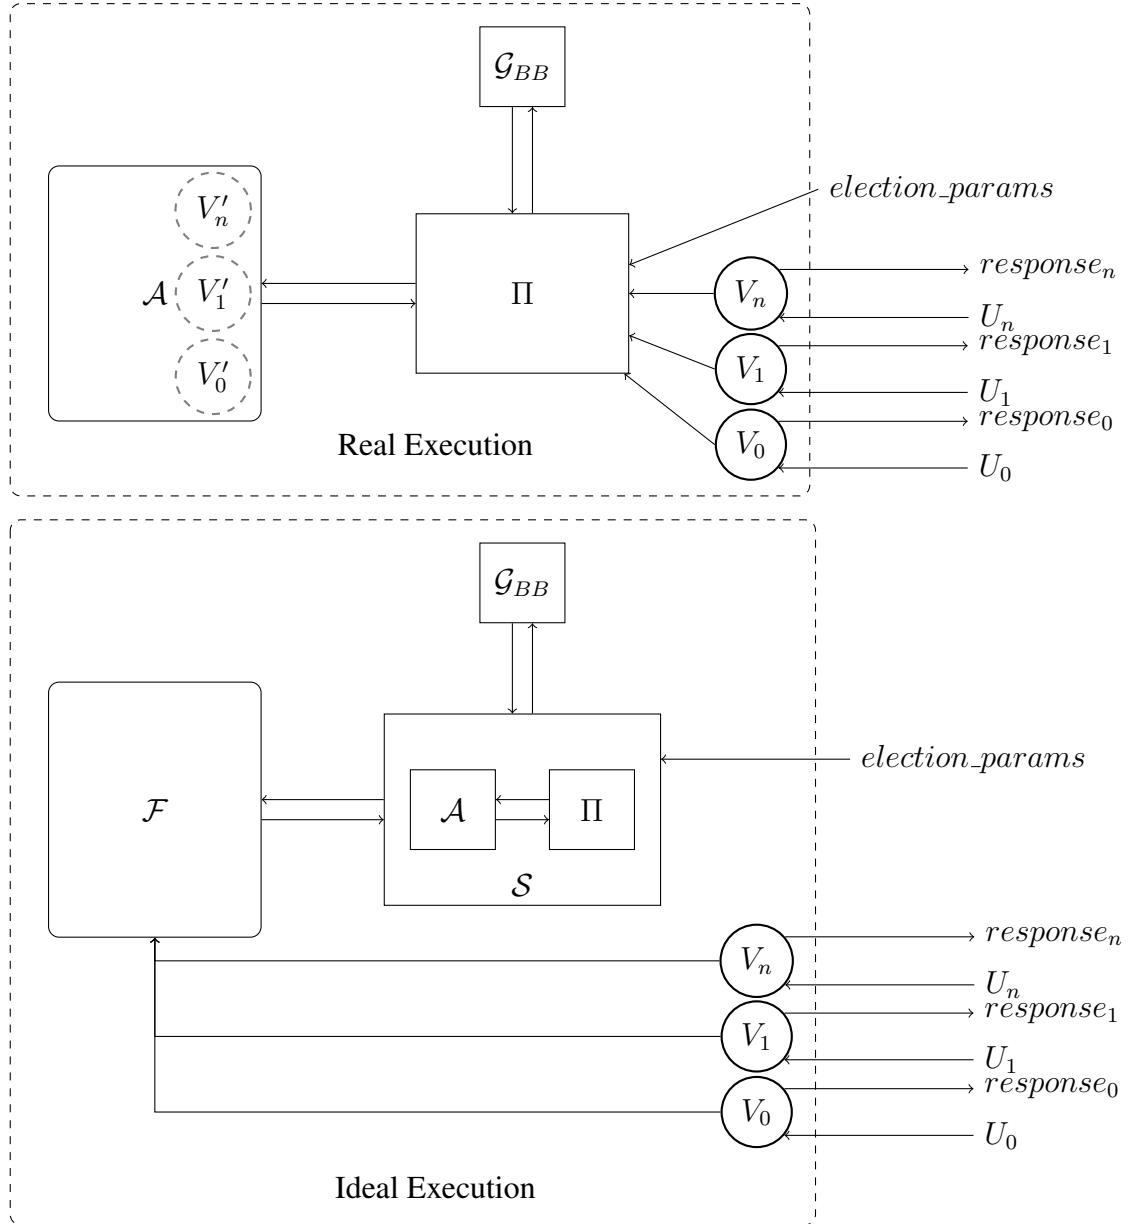 𝒢_BB
election_params
V'_n
response_n
𝒜 V'_1
Π
V_n
U_n
response_1
V_1
V'_0
U_1
response_0
Real Execution
V_0
U_0
𝒢_BB
election_params
ℱ
𝒜
Π
𝒮
response_n
V_n
U_n
response_1
V_1
U_1
response_0
V_0
U_0
Ideal Execution